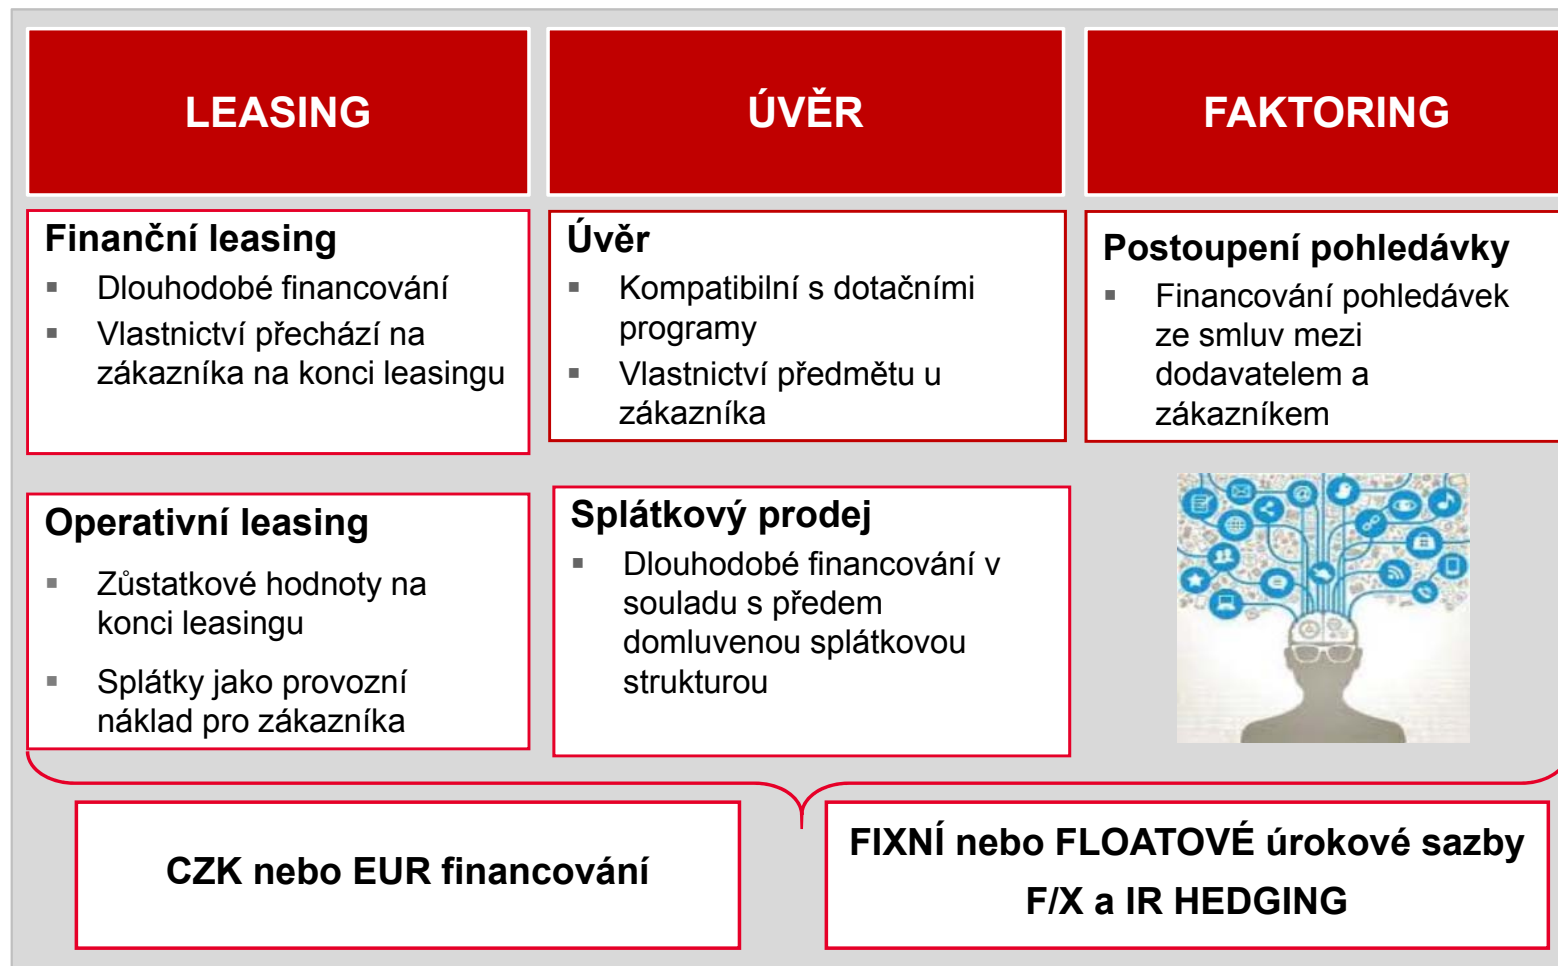 LEASING
ÚVĚR
FAKTORING
Finanční leasing
▪ Dlouhodobé financování
▪ Vlastnictví přechází na
zákazníka na konci leasingu
Úvěr
▪ Kompatibilní s dotačními
programy
▪ Vlastnictví předmětu u
zákazníka
Postoupení pohledávky
▪ Financování pohledávek
ze smluv mezi
dodavatelem a
zákazníkem
Operativní leasing
▪ Zůstatkové hodnoty na
konci leasingu
▪ Splátky jako provozní
náklad pro zákazníka
Splátkový prodej
▪ Dlouhodobé financování v
souladu s předem
domluvenou splátkovou
strukturou
CZK nebo EUR financování
FIXNÍ nebo FLOATOVÉ úrokové sazby
F/X a IR HEDGING